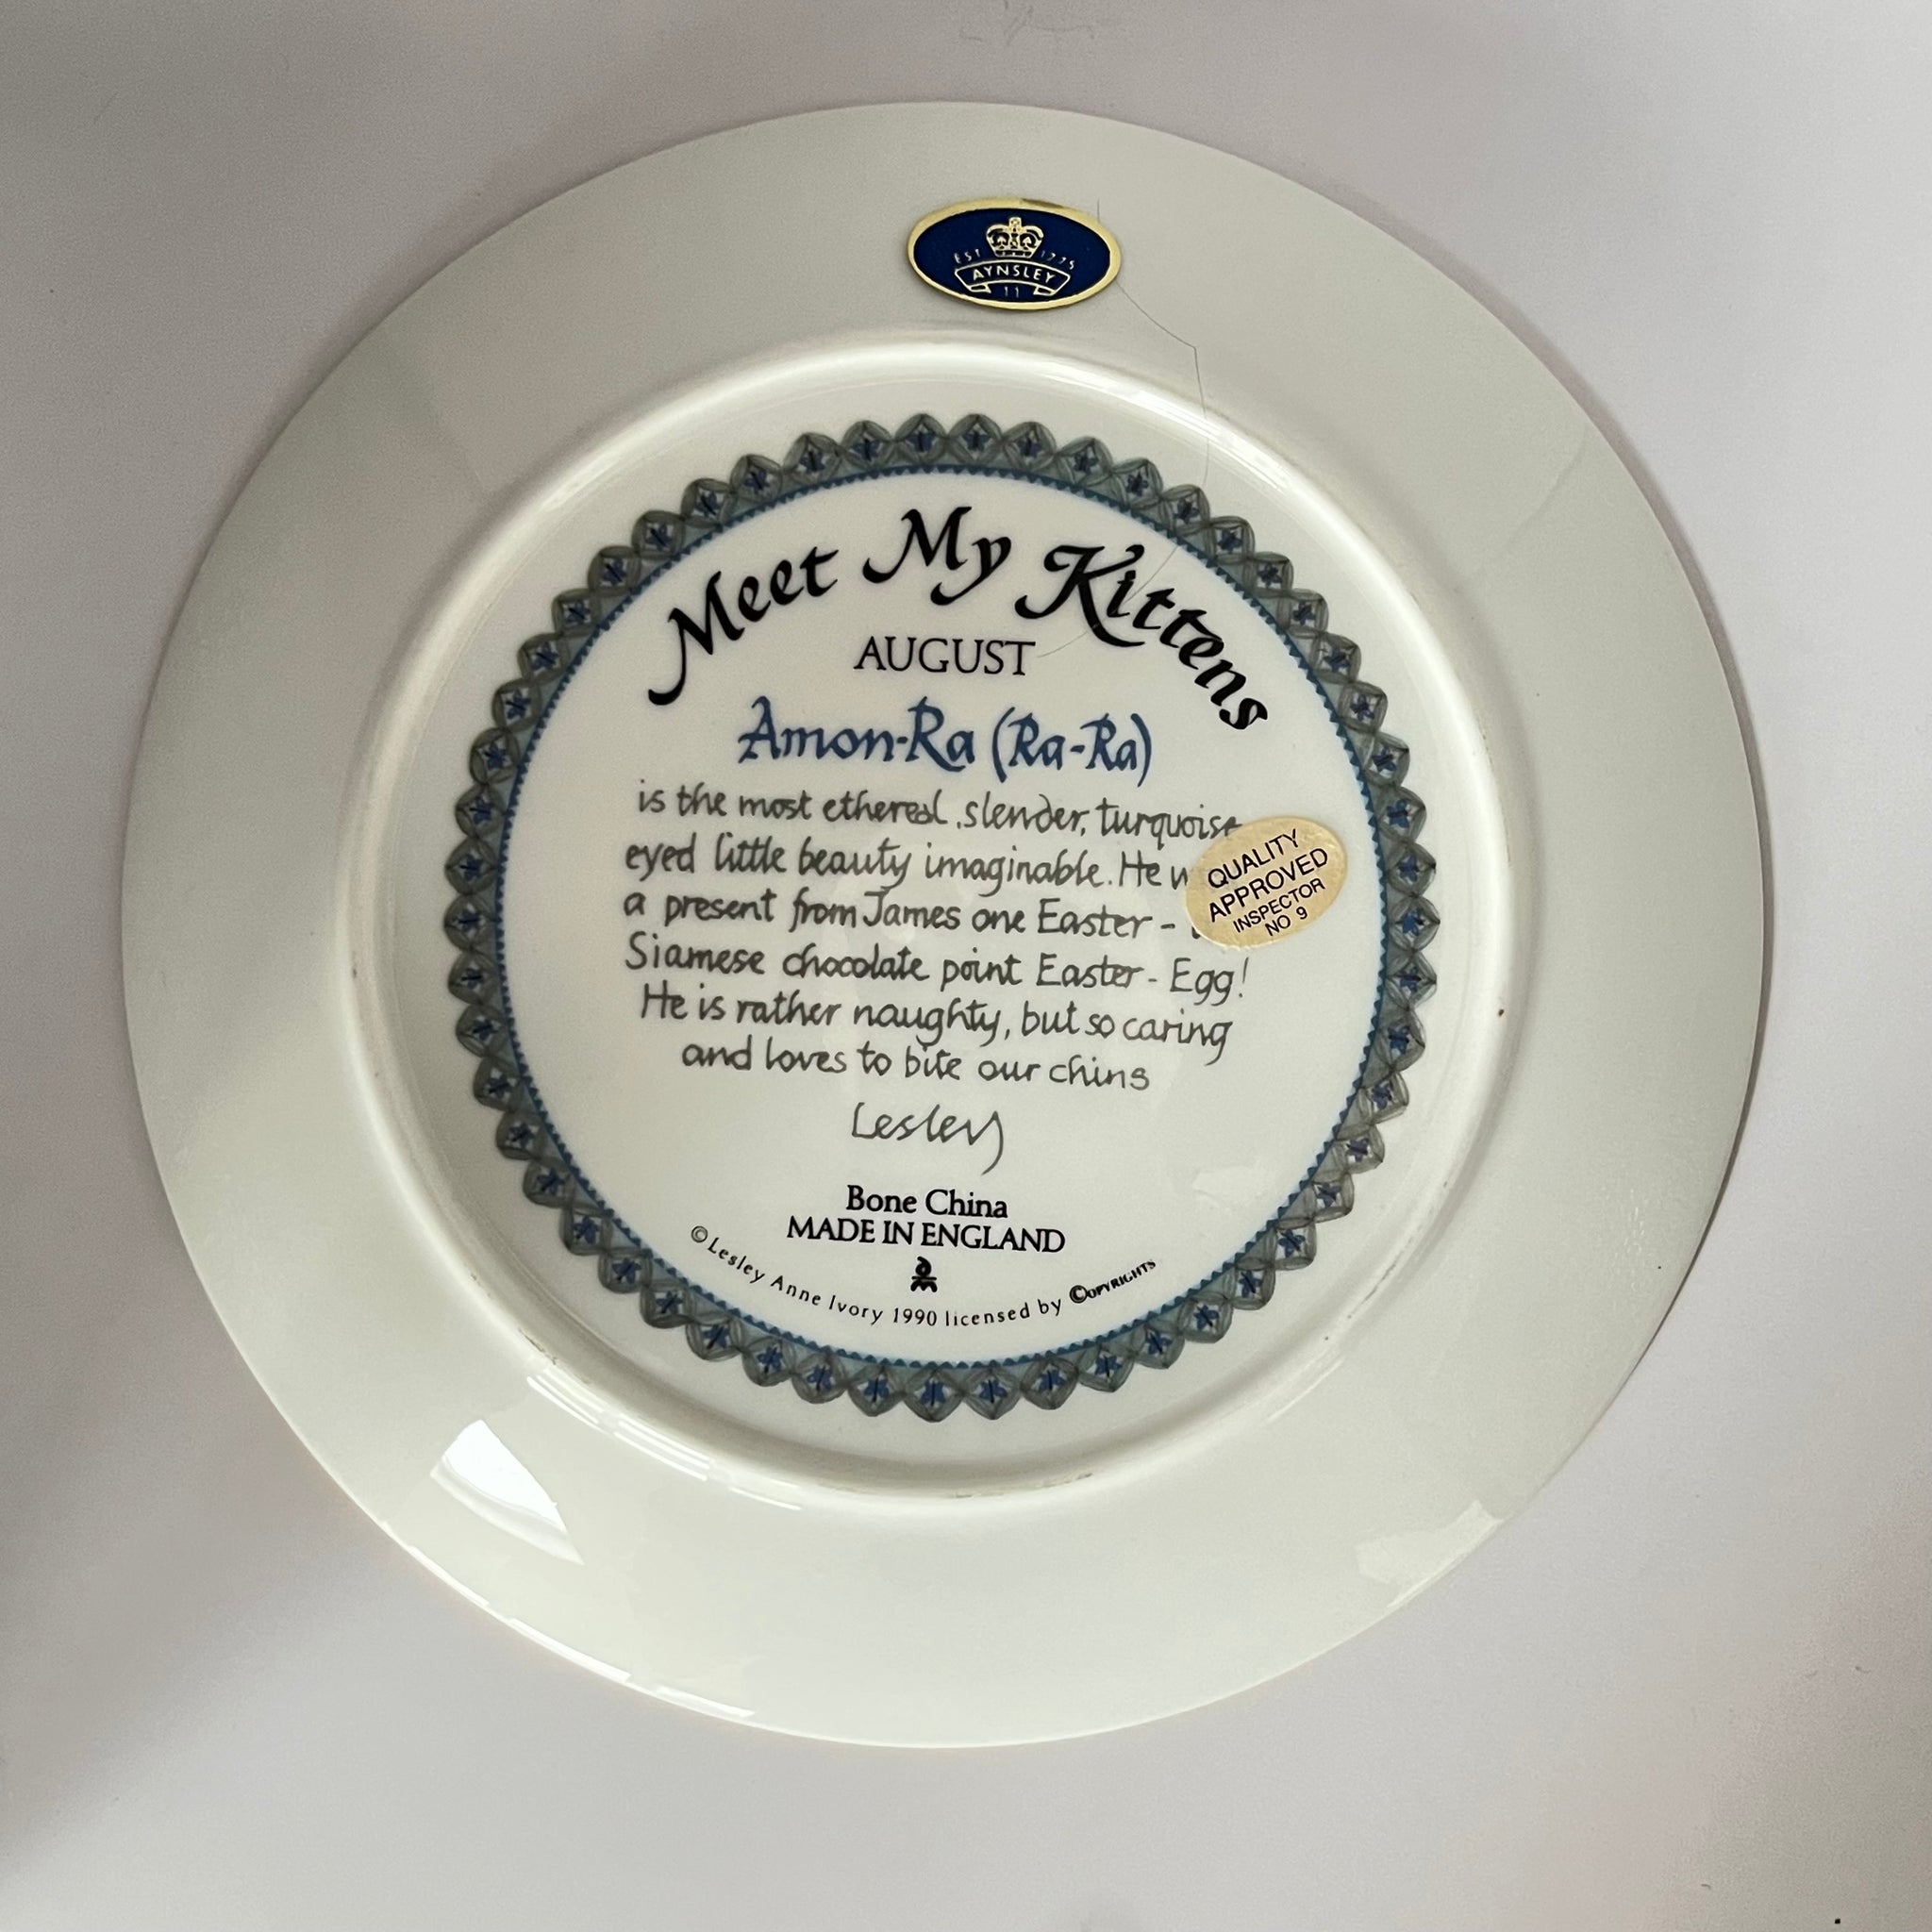 EST 1775
AYNSLEY
Meet My Kittens
AUGUST
Amon-Ra (Ra-Ra)
is the most ethereal, slender, turquoise
eyed little beauty imaginable. He
a present from James one Easter -
Siamese chocolate point Easter - Egg!
He is rather naughty, but so caring
and loves to bite our chins
Lesley
QUALITY
APPROVED
INSPECTOR
NO 9
Bone China
MADE IN ENGLAND
©Lesley Anne Ivory 1990 licensed by ©OPYRIGHTS